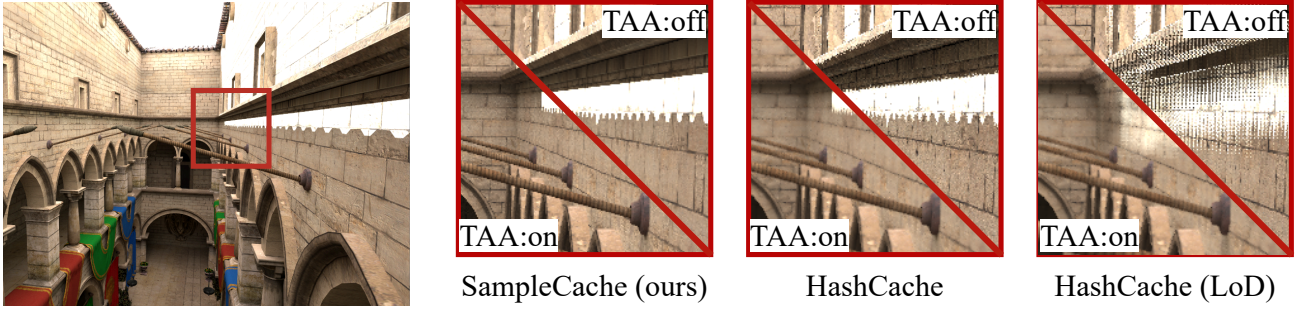 TAA:off
TAA:on
TAA:off
TAA:on
TAA:off
TAA:on
SampleCache (ours)
HashCache
HashCache (LoD)